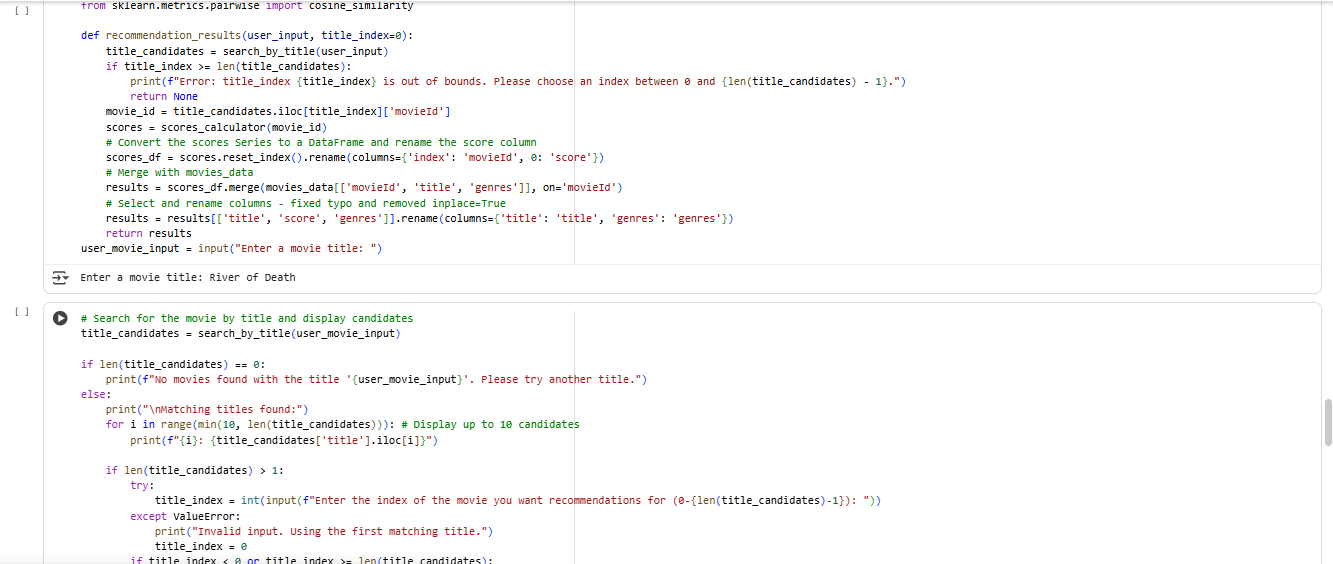 [ ]
from sklearn.metrics.pairwise import cosine_similarity
def recommendation_results(user_input, title_index=0):
    title_candidates = search_by_title(user_input)
    if title_index >= len(title_candidates):
        print(f"Error: title_index {title_index} is out of bounds. Please choose an index between 0 and {len(title_candidates) - 1}.")
        return None
    movie_id = title_candidates.iloc[title_index]['movieId']
    scores = scores_calculator(movie_id)
    # Convert the scores Series to a DataFrame and rename the score column
    scores_df = scores.reset_index().rename(columns={'index': 'movieId', 0: 'score'})
    # Merge with movies_data
    results = scores_df.merge(movies_data[['movieId', 'title', 'genres']], on='movieId')
    # Select and rename columns - fixed typo and removed inplace=True
    results = results[['title', 'score', 'genres']].rename(columns={'title': 'title', 'genres': 'genres'})
    return results
user_movie_input = input("Enter a movie title: ")
Enter a movie title: River of Death
[ ]
# Search for the movie by title and display candidates
title_candidates = search_by_title(user_movie_input)
if len(title_candidates) == 0:
    print(f"No movies found with the title '{user_movie_input}'. Please try another title.")
else:
    print("\nMatching titles found:")
    for i in range(min(10, len(title_candidates))): # Display up to 10 candidates
        print(f"{i}: {title_candidates['title'].iloc[i]}")
    if len(title_candidates) > 1:
        try:
            title_index = int(input(f"Enter the index of the movie you want recommendations for (0-{len(title_candidates)-1}): "))
        except ValueError:
            print("Invalid input. Using the first matching title.")
            title_index = 0
        if title_index < 0 or title_index >= len(title_candidates):